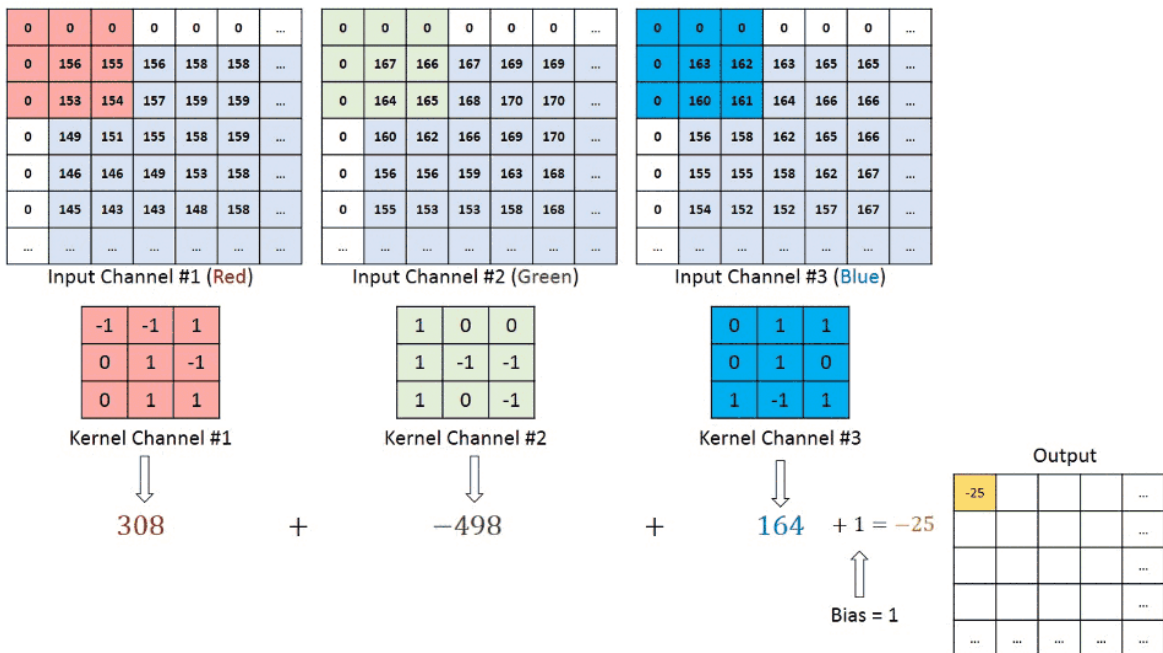 0 0 0 0 0 0 ... 0 0 0 0 0 0 ... 0 0 0 0 0 0 ...
0 156 155 156 158 158 ... 0 167 166 167 169 169 ... 0 163 162 163 165 165 ...
0 153 154 157 159 159 ... 0 164 165 168 170 170 ... 0 160 161 164 166 166 ...
0 149 151 155 158 159 ... 0 160 162 166 169 170 ... 0 156 158 162 165 166 ...
0 146 146 149 153 158 ... 0 156 156 159 163 168 ... 0 155 155 158 162 167 ...
0 145 143 143 148 158 ... 0 155 153 153 158 168 ... 0 154 152 152 157 167 ...
... ... ... ... ... ... ... ... ... ... ... ... ... ... ... ... ... ... ... ... ...
Input Channel #1 (Red) Input Channel #2 (Green) Input Channel #3 (Blue)
-1 -1 1 1 0 0 0 1 1
0 1 -1 1 -1 -1 0 1 0
0 1 1 1 0 -1 1 -1 1
Kernel Channel #1 Kernel Channel #2 Kernel Channel #3
308 + −498 + 164 + 1 = −25
Bias = 1
Output
-25 ...
...
...
...
... ... ... ... ...